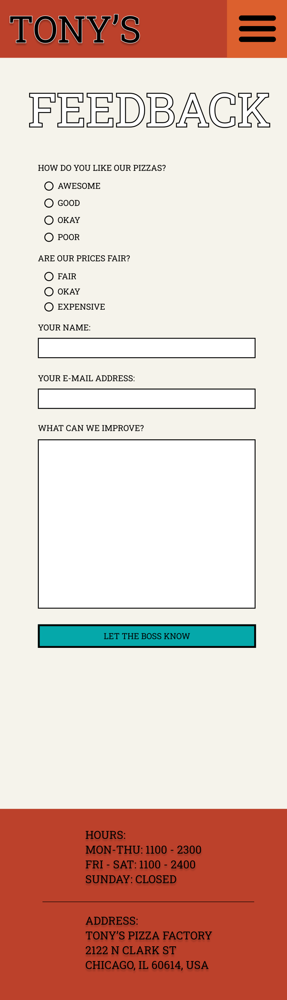 TONY’S
FEEDBACK
HOW DO YOU LIKE OUR PIZZAS?
AWESOME
GOOD
OKAY
POOR
ARE OUR PRICES FAIR?
FAIR
OKAY
EXPENSIVE
YOUR NAME:
YOUR E-MAIL ADDRESS:
WHAT CAN WE IMPROVE?
LET THE BOSS KNOW
HOURS:
MON-THU: 1100 - 2300
FRI - SAT: 1100 - 2400
SUNDAY: CLOSED
ADDRESS:
TONY’S PIZZA FACTORY
2122 N CLARK ST
CHICAGO, IL 60614, USA